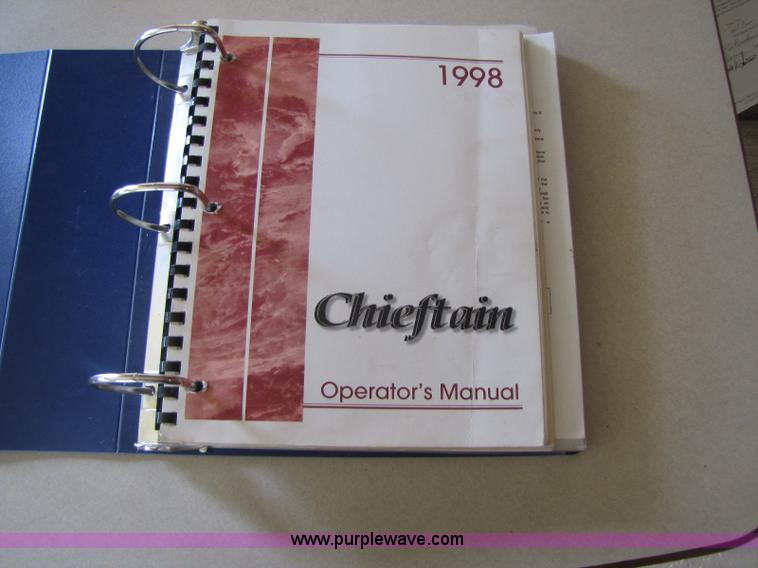 1998
Chieftain
Operator's Manual
www.purplewave.com